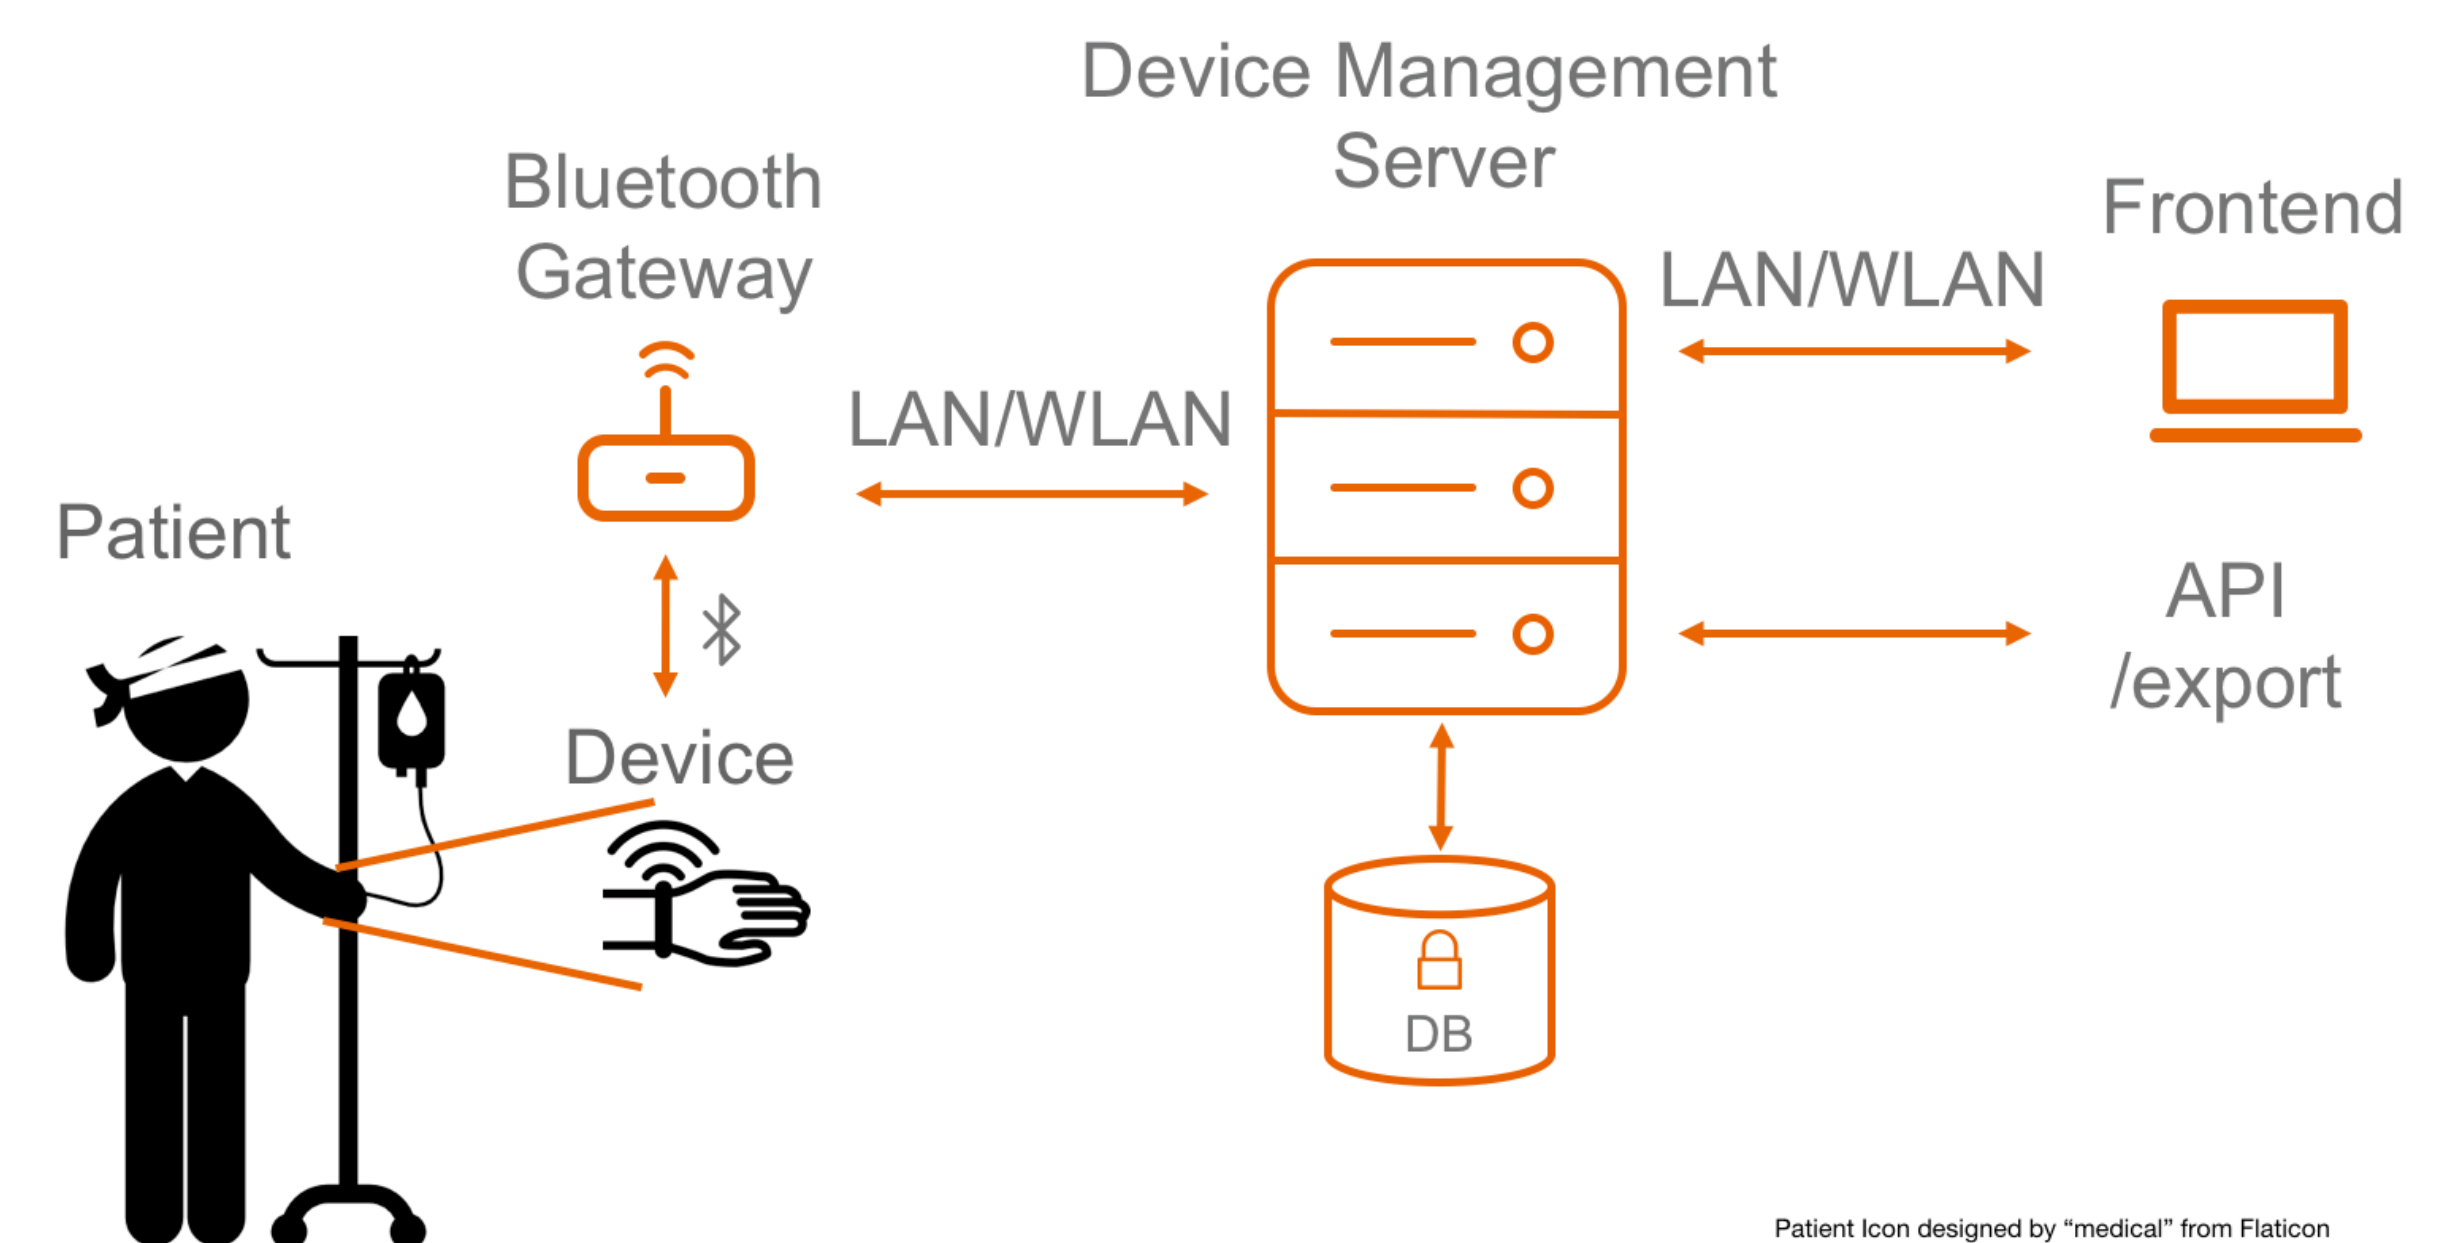 Device Management
Server
Bluetooth
Gateway
Frontend
LAN/WLAN
LAN/WLAN
Patient
API
/export
Device
DB
Patient Icon designed by “medical” from Flaticon